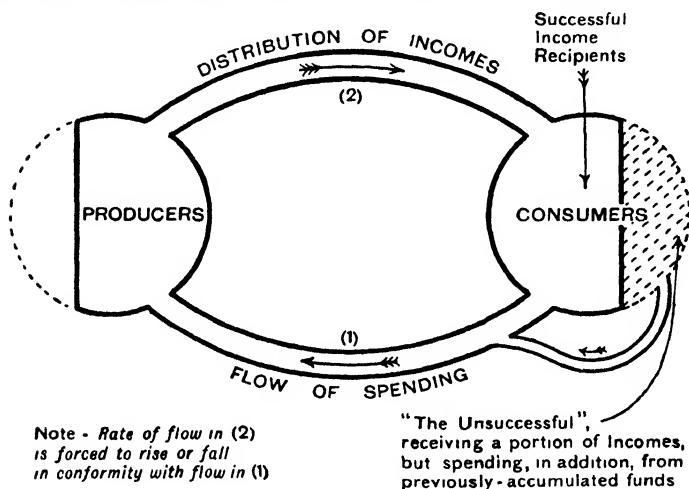 Successful
Income
Recipients
DISTRIBUTION OF INCOMES
(2)
PRODUCERS
CONSUMERS
(1)
FLOW OF SPENDING
Note - Rate of flow in (2)
is forced to rise or fall
in conformity with flow in (1)
"The Unsuccessful",
receiving a portion of Incomes,
but spending, in addition, from
previously-accumulated funds